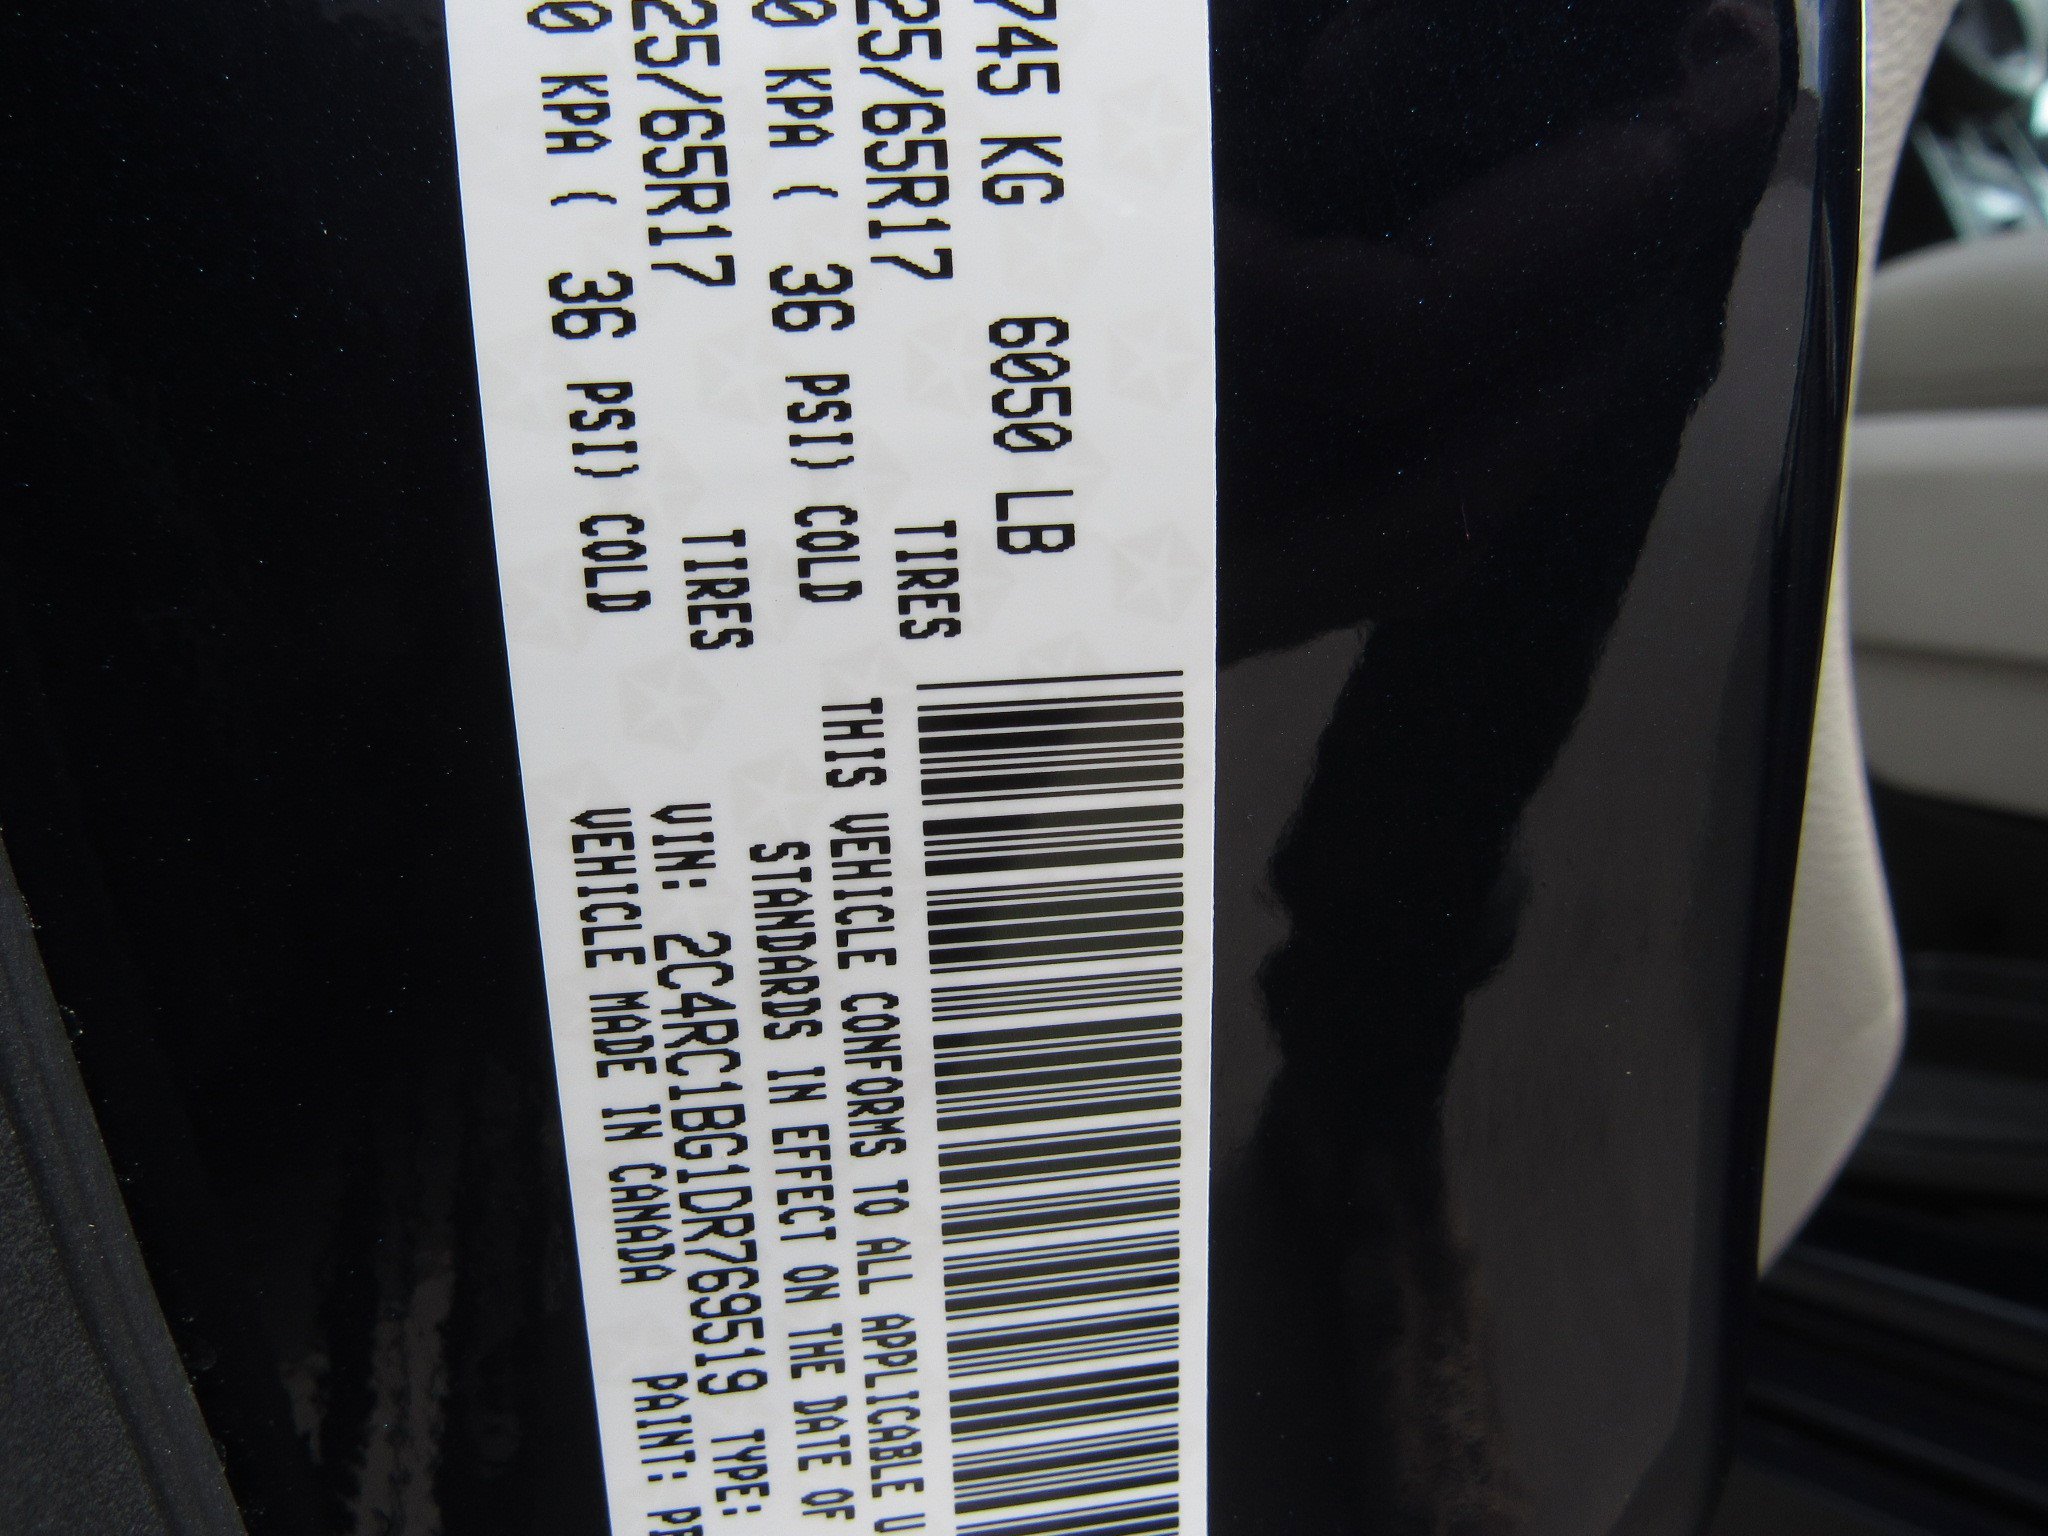 745 KG 6050 LB
25/65R17 TIRES
0 KPA ( 36 PSI) COLD
25/65R17 TIRES
0 KPA ( 36 PSI) COLD
THIS VEHICLE CONFORMS TO ALL APPLICABLE U
STANDARDS IN EFFECT ON THE DATE OF
VIN: 2C4RC1BG1DR769519 TYPE:
VEHICLE MADE IN CANADA PAINT: P